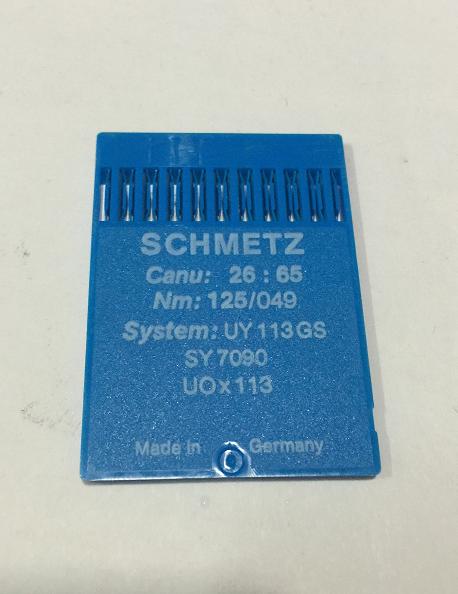 SCHMETZ
Canu: 26 : 65
Nm: 125/049
System: UY 113 GS
SY 7090
UO x 113
Made in Germany